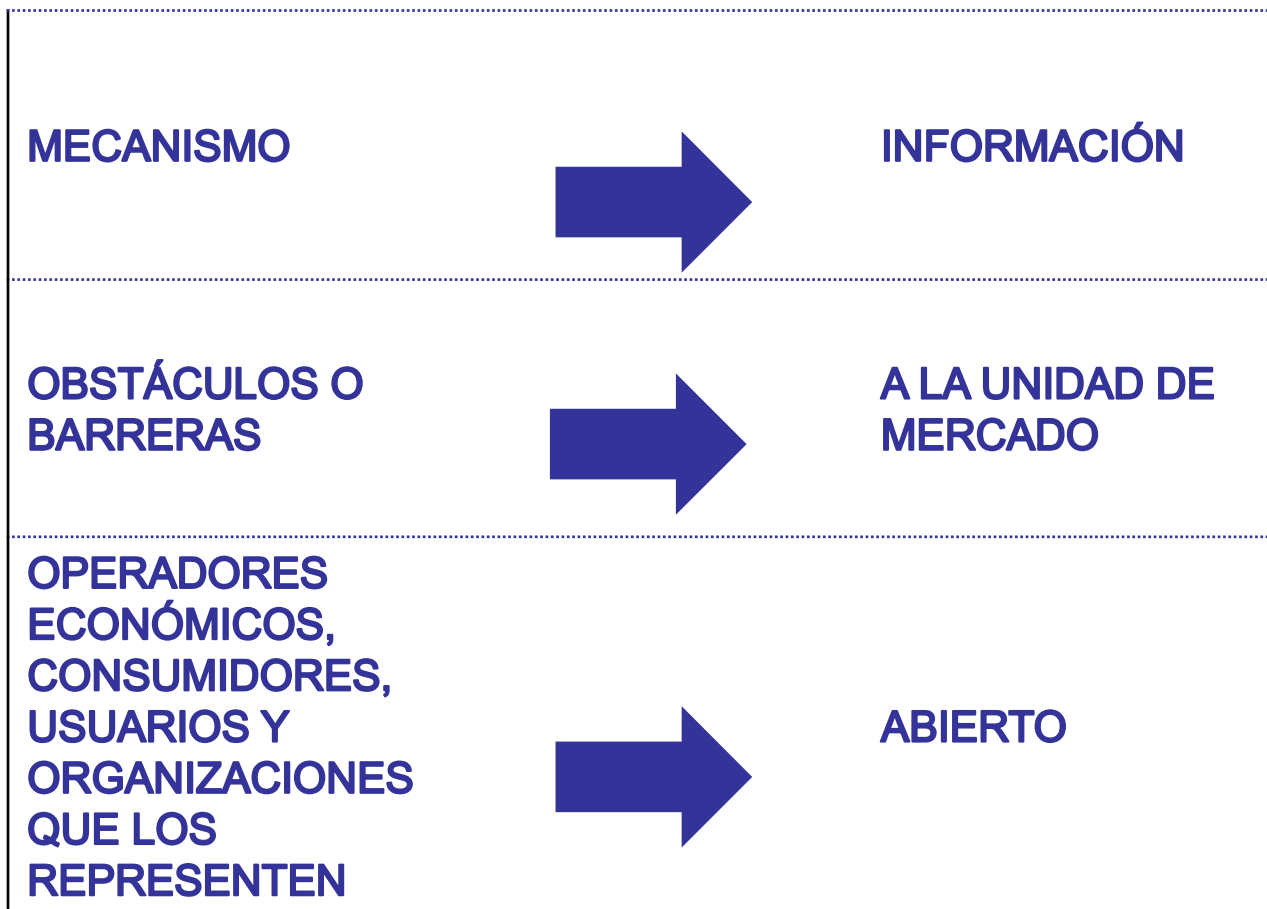 MECANISMO
INFORMACIÓN
OBSTÁCULOS O
BARRERAS
A LA UNIDAD DE
MERCADO
OPERADORES
ECONÓMICOS,
CONSUMIDORES,
USUARIOS Y
ORGANIZACIONES
QUE LOS
REPRESENTEN
ABIERTO